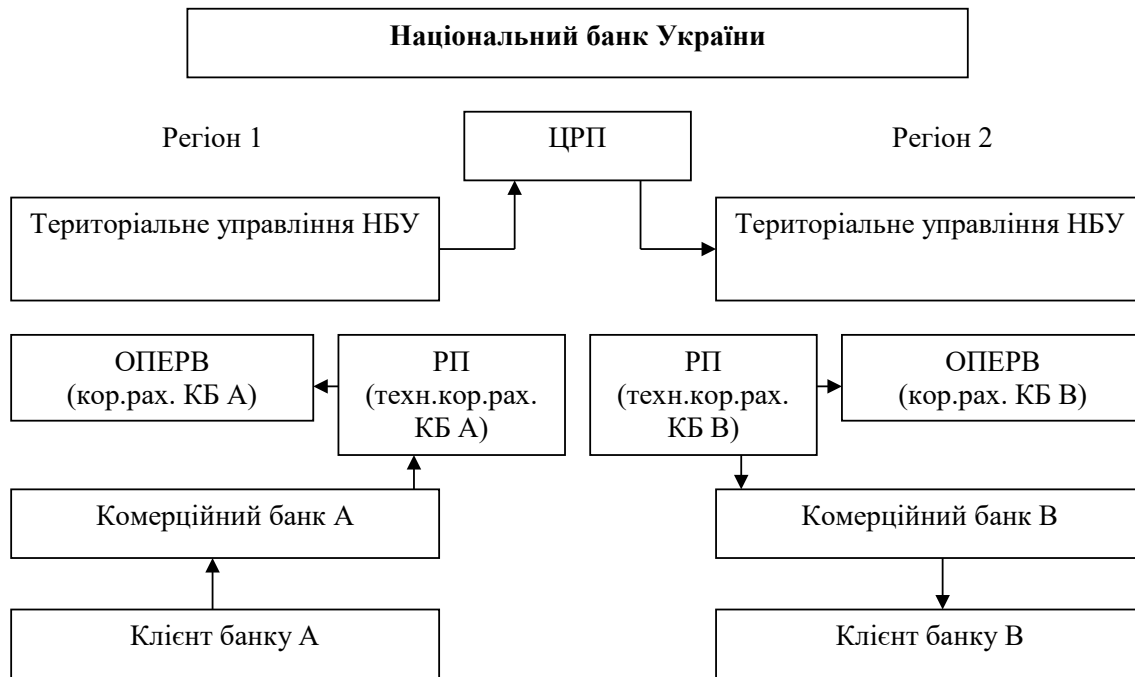 Національний банк України
Регіон 1
ЦРП
Регіон 2
Територіальне управління НБУ
Територіальне управління НБУ
ОПЕРВ
(кор.рах. КБ А)
РП
(техн.кор.рах.
КБ А)
РП
(техн.кор.рах.
КБ В)
ОПЕРВ
(кор.рах. КБ В)
Комерційний банк А
Комерційний банк В
Клієнт банку А
Клієнт банку В